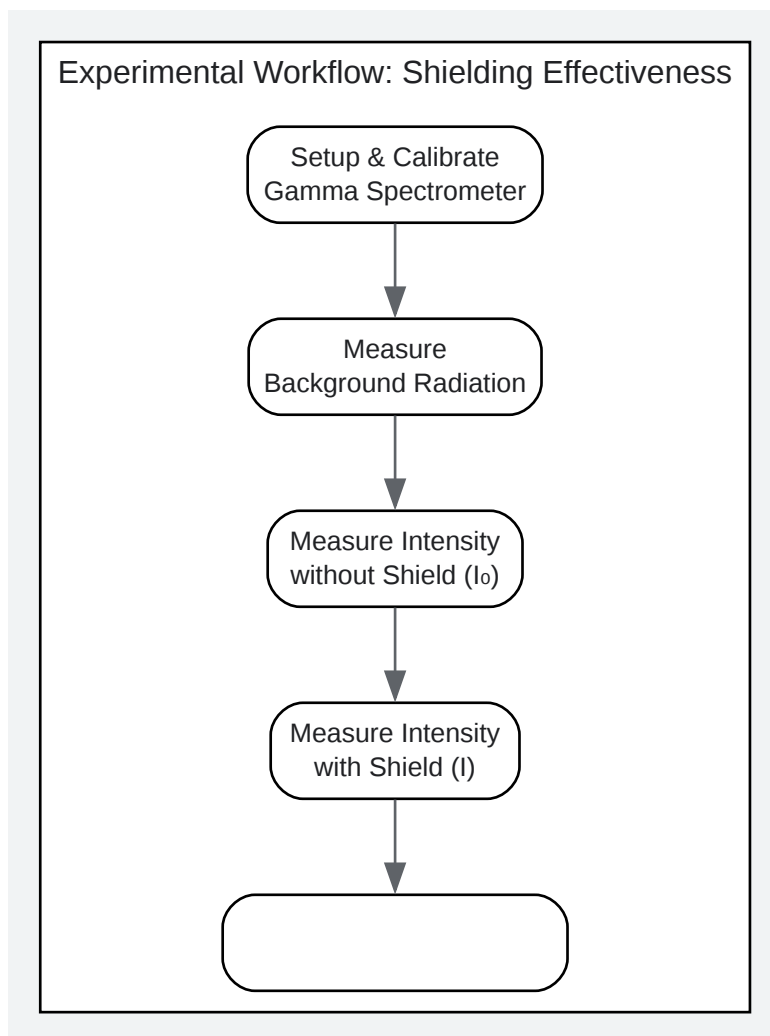 Experimental Workflow: Shielding Effectiveness
Setup & Calibrate
Gamma Spectrometer
Measure
Background Radiation
Measure Intensity
without Shield (I₀)
Measure Intensity
with Shield (I)